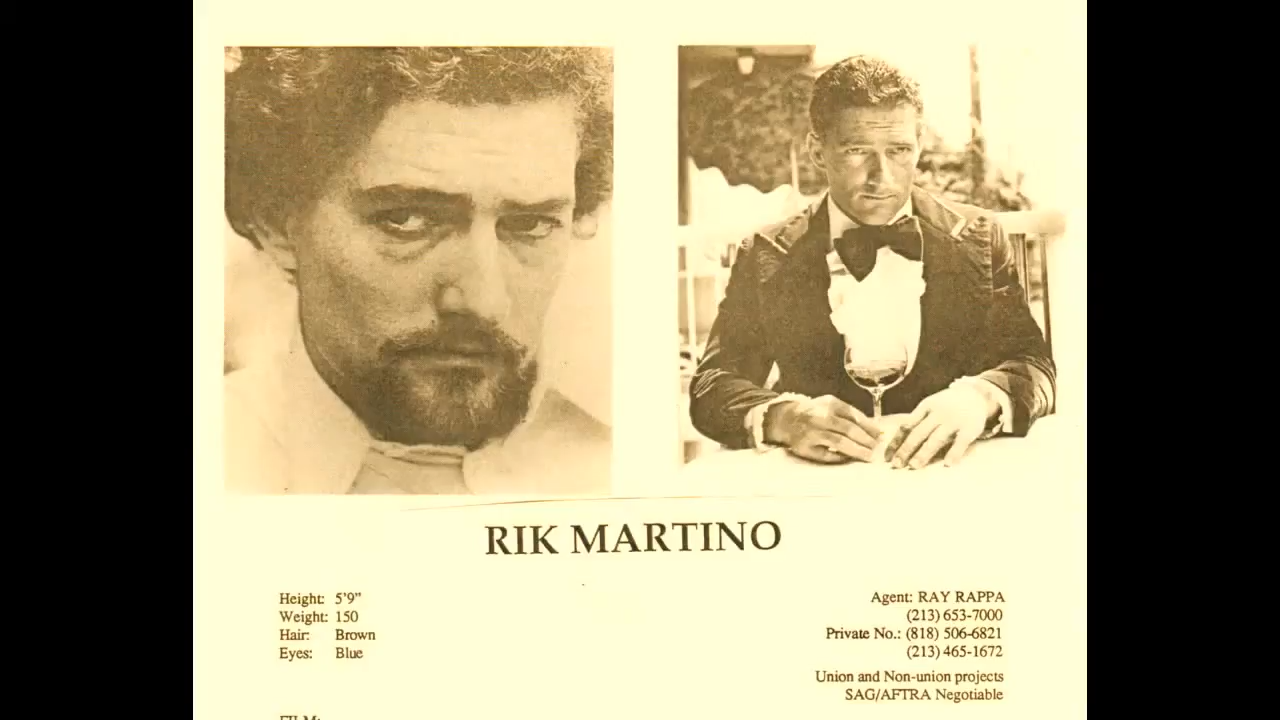 RIK MARTINO
Height: 5'9"
Weight: 150
Hair: Brown
Eyes: Blue
Agent: RAY RAPPA
(213) 653-7000
Private No.: (818) 506-6821
(213) 465-1672
Union and Non-union projects
SAG/AFTRA Negotiable
FILM: